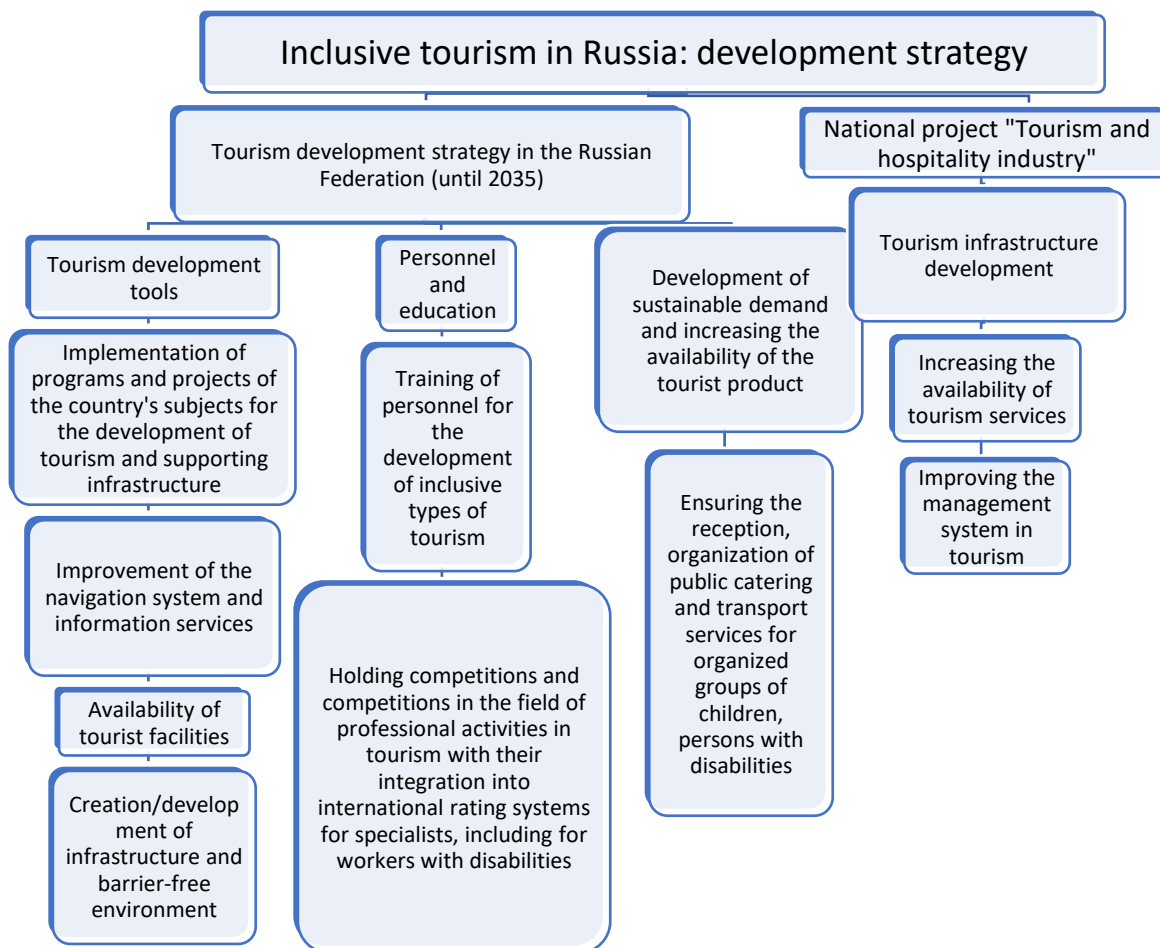 Inclusive tourism in Russia: development strategy
Tourism development strategy in the Russian
Federation (until 2035)
National project "Tourism and
hospitality industry"
Tourism development
tools
Implementation of
programs and projects of
the country's subjects for
the development of
tourism and supporting
infrastructure
Improvement of the
navigation system and
information services
Availability of
tourist facilities
Creation/develop
ment of
infrastructure and
barrier-free
environment
Personnel
and
education
Training of
personnel for
the
development
of inclusive
types of
tourism
Holding competitions and
competitions in the field of
professional activities in
tourism with their
integration into
international rating systems
for specialists, including for
workers with disabilities
Development of
sustainable demand
and increasing the
availability of the
tourist product
Ensuring the
reception,
organization of
public catering
and transport
services for
organized
groups of
children,
persons with
disabilities
Tourism infrastructure
development
Increasing the
availability of
tourism services
Improving the
management
system in
tourism